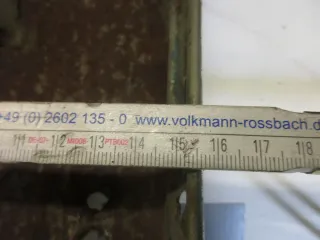 +49 (0) 2602 135 - 0 www.volkmann-rossbach.d
11 12 13 14 15 16 17 18